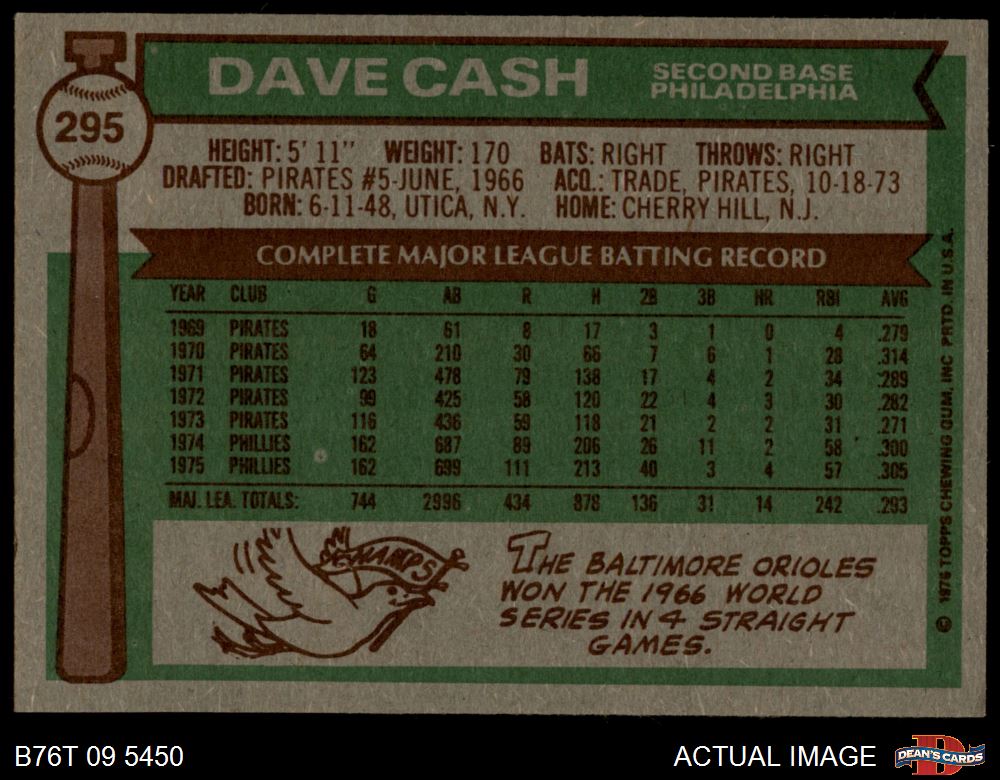 295
DAVE CASH
SECOND BASE
PHILADELPHIA
HEIGHT: 5' 11" WEIGHT: 170 BATS: RIGHT THROWS: RIGHT
DRAFTED: PIRATES #5-JUNE, 1966 ACQ.: TRADE, PIRATES, 10-18-73
BORN: 6-11-48, UTICA, N.Y. HOME: CHERRY HILL, N.J.
COMPLETE MAJOR LEAGUE BATTING RECORD
YEAR CLUB G AB R H 2B 3B HR RBI AVG
1969 PIRATES 18 61 8 17 3 1 0 4 .279
1970 PIRATES 64 210 30 66 7 6 1 28 .314
1971 PIRATES 123 478 79 138 17 4 2 34 .289
1972 PIRATES 99 425 58 120 22 4 3 30 .282
1973 PIRATES 116 436 59 118 21 2 2 31 .271
1974 PHILLIES 162 687 89 206 26 11 2 58 .300
1975 PHILLIES 162 699 111 213 40 3 4 57 .305
MAJ. LEA. TOTALS: 744 2996 434 878 136 31 14 242 .293
CHAMPS
THE BALTIMORE ORIOLES
WON THE 1966 WORLD
SERIES IN 4 STRAIGHT
GAMES.
© 1976 TOPPS CHEWING GUM, INC PRTD. IN U.S.A.
B76T 09 5450
ACTUAL IMAGE
D
DEAN'S CARDS